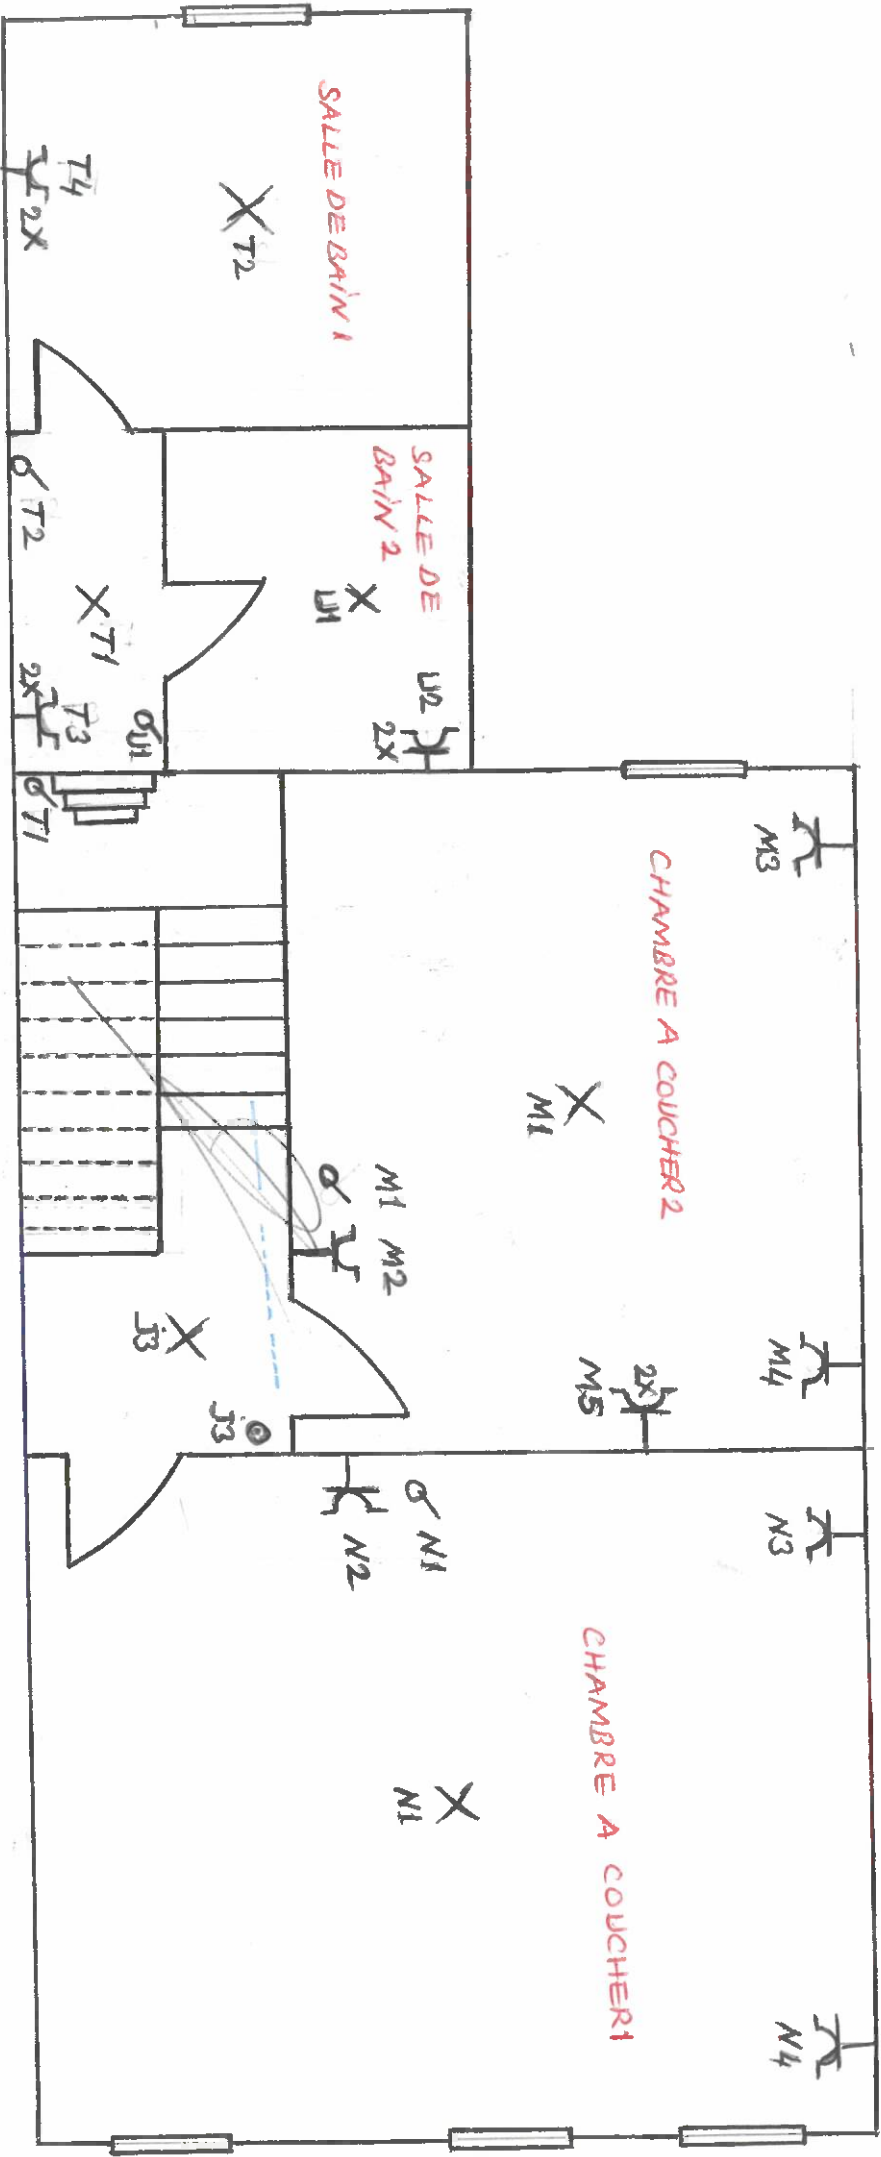 SALLE DE BAIN 1
T4
2X
T2
SALLE DE
BAIN 2
T2
T1
U1
U2
2X
2X
T3
U1
T1
CHAMBRE A COUCHER 2
M3
M1
M1
M2
J3
J3
M5
2X
M4
N1
N2
N3
CHAMBRE A COUCHER 1
N1
N4